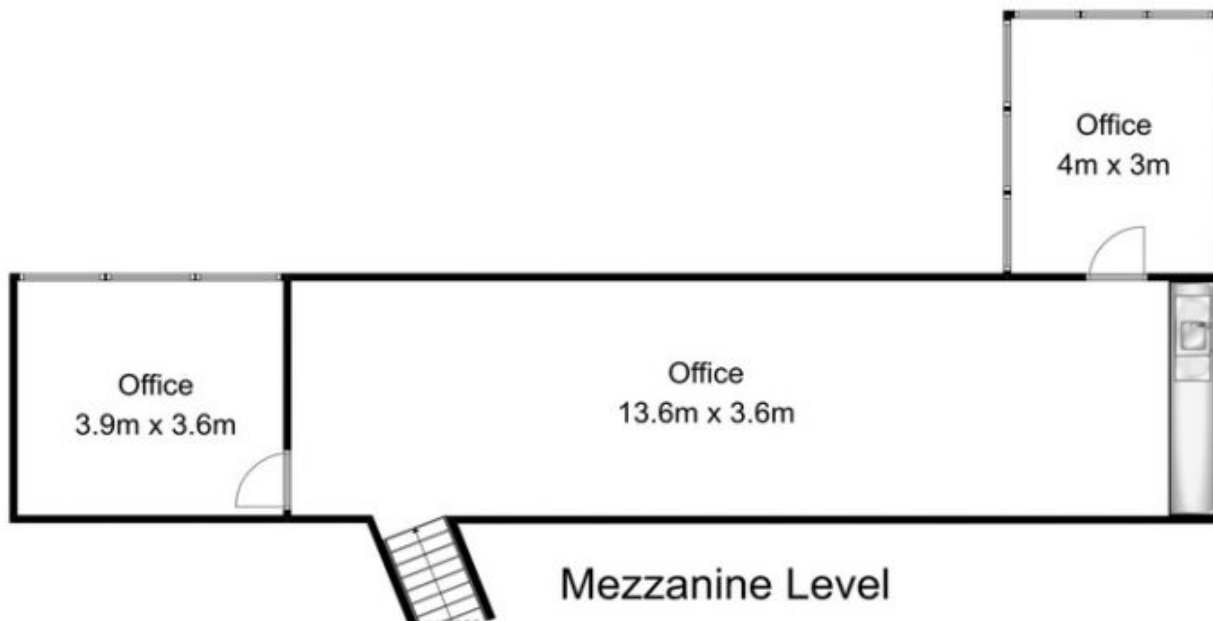 Office
4m x 3m
Office
3.9m x 3.6m
Office
13.6m x 3.6m
Mezzanine Level